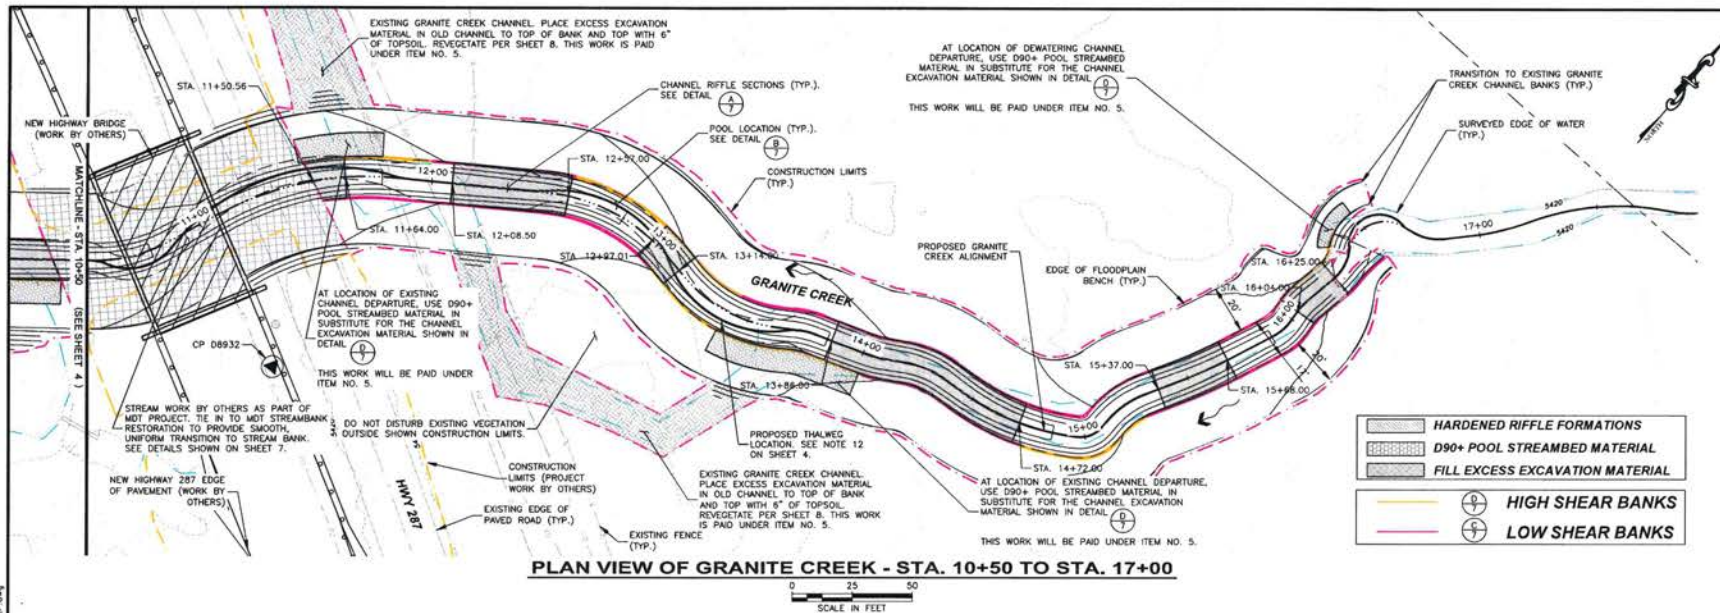 EXISTING GRANITE CREEK CHANNEL. PLACE EXCESS EXCAVATION
MATERIAL IN OLD CHANNEL TO TOP OF BANK AND TOP WITH 6"
OF TOPSOIL. REVEGETATE PER SHEET 8. THIS WORK IS PAID
UNDER ITEM NO. 5.
STA. 11+50.56
NEW HIGHWAY BRIDGE
(WORK BY OTHERS)
MATCHLINE - STA. 10+50 (SEE SHEET 4)
CHANNEL RIFFLE SECTIONS (TYP.).
SEE DETAIL A/7
POOL LOCATION (TYP.).
SEE DETAIL B/7
CONSTRUCTION LIMITS
(TYP.)
AT LOCATION OF DEWATERING CHANNEL
DEPARTURE, USE D90+ POOL STREAMBED
MATERIAL IN SUBSTITUTE FOR THE CHANNEL
EXCAVATION MATERIAL SHOWN IN DETAIL D/7
THIS WORK WILL BE PAID UNDER ITEM NO. 5.
TRANSITION TO EXISTING GRANITE
CREEK CHANNEL BANKS (TYP.)
SURVEYED EDGE OF WATER
(TYP.)
NORTH
11+00
12+00
STA. 12+57.00
STA. 11+64.00
STA. 12+08.50
13+00
STA. 12+97.01
GRANITE CREEK
PROPOSED GRANITE
CREEK ALIGNMENT
EDGE OF FLOODPLAIN
BENCH (TYP.)
STA. 16+25.00
STA. 16+04.00
16+00
20'
20'
5420
17+00
5420
14+00
STA. 13+86.00
STA. 15+37.00
STA. 15+68.00
15+00
STA. 14+72.00
AT LOCATION OF EXISTING
CHANNEL DEPARTURE, USE D90+
POOL STREAMBED MATERIAL IN
SUBSTITUTE FOR THE CHANNEL
EXCAVATION MATERIAL SHOWN IN
DETAIL D/7
THIS WORK WILL BE PAID UNDER
ITEM NO. 5.
CP D8932
STREAM WORK BY OTHERS AS PART OF
MDT PROJECT. TIE IN TO MDT STREAMBANK
RESTORATION TO PROVIDE SMOOTH,
UNIFORM TRANSITION TO STREAM BANK.
SEE DETAILS SHOWN ON SHEET 7.
DO NOT DISTURB EXISTING VEGETATION
OUTSIDE SHOWN CONSTRUCTION LIMITS.
NEW HIGHWAY 287 EDGE
OF PAVEMENT (WORK BY
OTHERS)
HWY 287
CONSTRUCTION
LIMITS (PROJECT
WORK BY OTHERS)
EXISTING EDGE OF
PAVED ROAD (TYP.)
EXISTING FENCE
(TYP.)
PROPOSED THALWEG
LOCATION. SEE NOTE 12
ON SHEET 4.
EXISTING GRANITE CREEK CHANNEL.
PLACE EXCESS EXCAVATION MATERIAL
IN OLD CHANNEL TO TOP OF BANK
AND TOP WITH 6" OF TOPSOIL.
REVEGETATE PER SHEET 8. THIS WORK
IS PAID UNDER ITEM NO. 5.
AT LOCATION OF EXISTING CHANNEL DEPARTURE,
USE D90+ POOL STREAMBED MATERIAL IN
SUBSTITUTE FOR THE CHANNEL EXCAVATION
MATERIAL SHOWN IN DETAIL D/7
THIS WORK WILL BE PAID UNDER ITEM NO. 5.
HARDENED RIFFLE FORMATIONS
D90+ POOL STREAMBED MATERIAL
FILL EXCESS EXCAVATION MATERIAL
D/7 HIGH SHEAR BANKS
C/7 LOW SHEAR BANKS
PLAN VIEW OF GRANITE CREEK - STA. 10+50 TO STA. 17+00
0 25 50
SCALE IN FEET